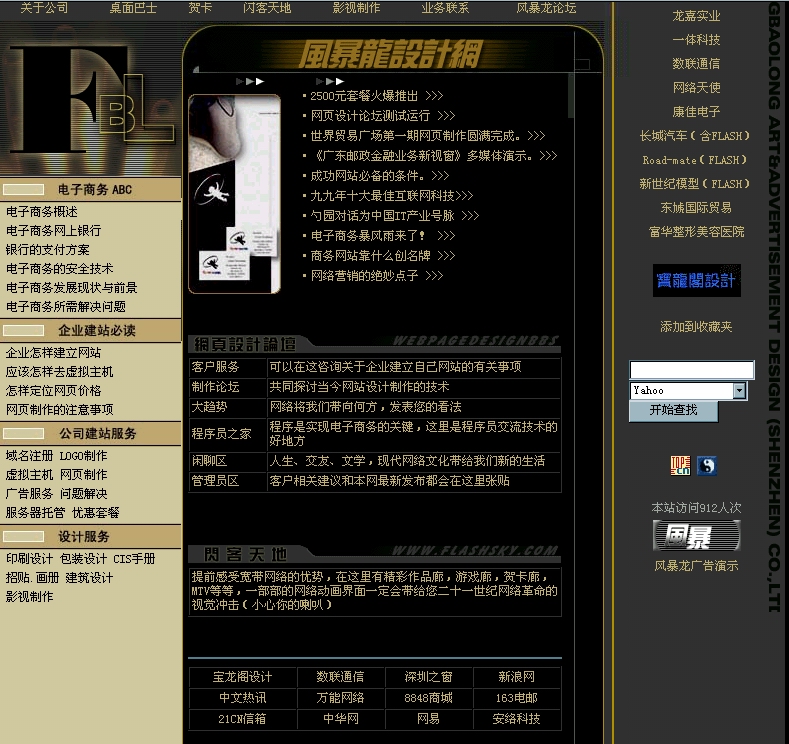 关于公司 桌面巴士 贺卡 闪客天地 影视制作 业务联系 风暴龙论坛
FBL
風暴龍設計網
2500元套餐火爆推出 >>>
网页设计论坛测试运行 >>>
世界贸易广场第一期网页制作圆满完成。>>>
《广东邮政金融业务新视窗》多媒体演示。>>>
成功网站必备的条件。>>>
九九年十大最佳互联网科技>>>
勺园对话为中国IT产业号脉 >>>
电子商务暴风雨来了！ >>>
商务网站靠什么创名牌 >>>
网络营销的绝妙点子 >>>
电子商务 ABC
电子商务概述
电子商务网上银行
银行的支付方案
电子商务的安全技术
电子商务发展现状与前景
电子商务所需解决问题
企业建站必读
企业怎样建立网站
应该怎样去虚拟主机
怎样定位网页价格
网页制作的注意事项
公司建站服务
域名注册 LOGO制作
虚拟主机 网页制作
广告服务 问题解决
服务器托管 优惠套餐
设计服务
印刷设计 包装设计 CIS手册
招贴.画册 建筑设计
影视制作
網頁設計論壇 WEBPAGEDESIGNBBS
客户服务 可以在这咨询关于企业建立自己网站的有关事项
制作论坛 共同探讨当今网站设计制作的技术
大趋势 网络将我们带向何方，发表您的看法
程序员之家 程序是实现电子商务的关键，这里是程序员交流技术的
好地方
闲聊区 人生、交友、文学，现代网络文化带给我们新的生活
管理员区 客户相关建议和本网最新发布都会在这里张贴
閃客天地 WWW.FLASHSKY.COM
提前感受宽带网络的优势，在这里有精彩作品廊，游戏廊，贺卡廊，
MTV等等，一部部的网络动画界面一定会带给您二十一世纪网络革命的
视觉冲击（小心你的喇叭）
宝龙阁设计 数联通信 深圳之窗 新浪网
中文热讯 万能网络 8848商城 163电邮
21CN信箱 中华网 网易 安络科技
龙嘉实业
一体科技
数联通信
网络天使
康佳电子
长城汽车（含FLASH）
Road-mate（FLASH）
新世纪模型（FLASH）
东旐国际贸易
富华整形美容医院
寶龍閣設計
添加到收藏夹
Yahoo
开始查找
TOP
CN
本站访问912人次
風暴
风暴龙广告演示
GBAOLONG ART&ADVERTISEMENT DESIGN (SHENZHEN) CO.,LTI